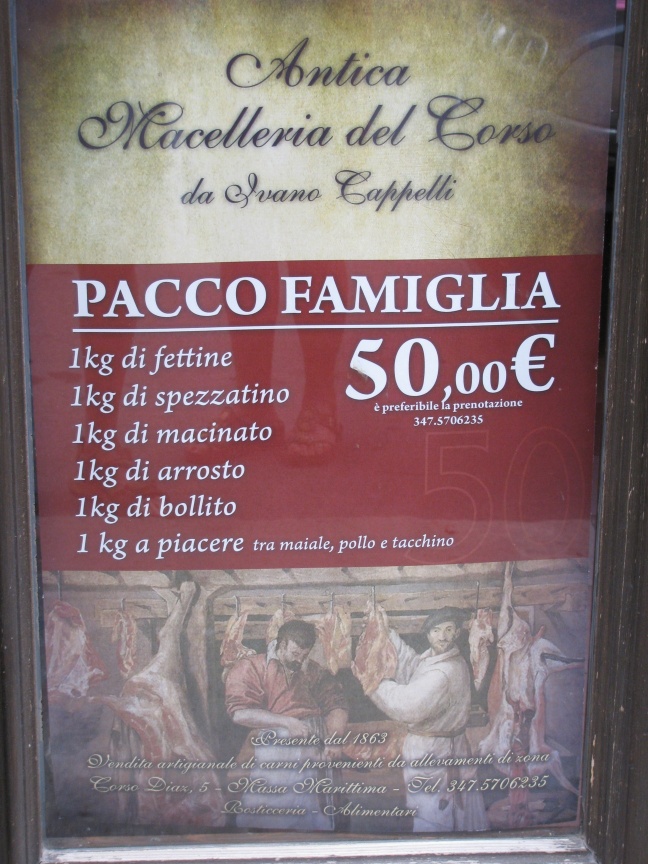 Antica
Macelleria del Corso
da Ivano Cappelli
PACCO FAMIGLIA
1kg di fettine
1kg di spezzatino
1kg di macinato
1kg di arrosto
1kg di bollito
1 kg a piacere tra maiale, pollo e tacchino
50,00€
è preferibile la prenotazione
347.5706235
50
Presente dal 1863
Vendita artigianale di carni provenienti da allevamenti di zona
Corso Diaz, 5 - Massa Marittima - Tel. 347.5706235
Rosticceria - Alimentari